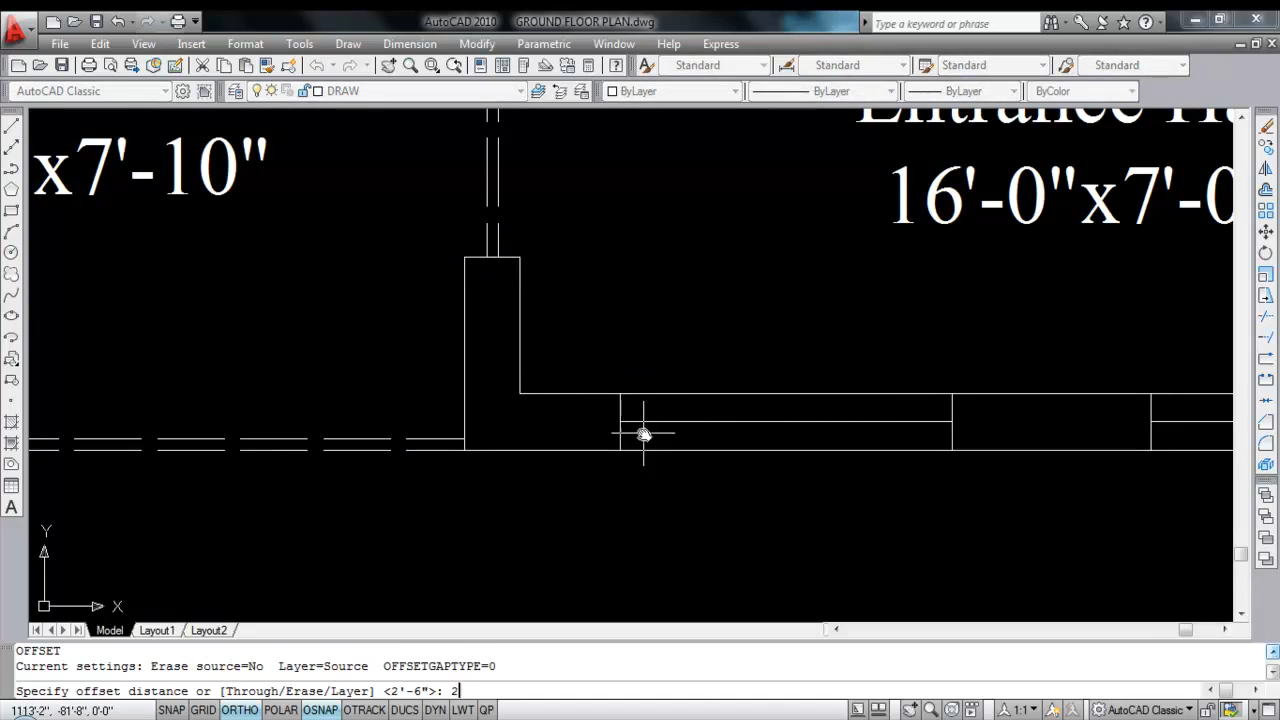 AutoCAD 2010 GROUND FLOOR PLAN.dwg
Type a keyword or phrase
File Edit View Insert Format Tools Draw Dimension Modify Parametric Window Help Express
Standard Standard Standard Standard
AutoCAD Classic DRAW ByLayer ByLayer ByLayer ByColor
Entrance
x7'-10"
16'-0"x7'-0
Y
X
Model Layout1 Layout2
OFFSET
Current settings: Erase source=No Layer=Source OFFSETGAPTYPE=0
Specify offset distance or [Through/Erase/Layer] <2'-6">: 2
1113'-2", -81'-8", 0'-0" SNAP GRID ORTHO POLAR OSNAP OTRACK DUCS DYN LWT QP 1:1 AutoCAD Classic